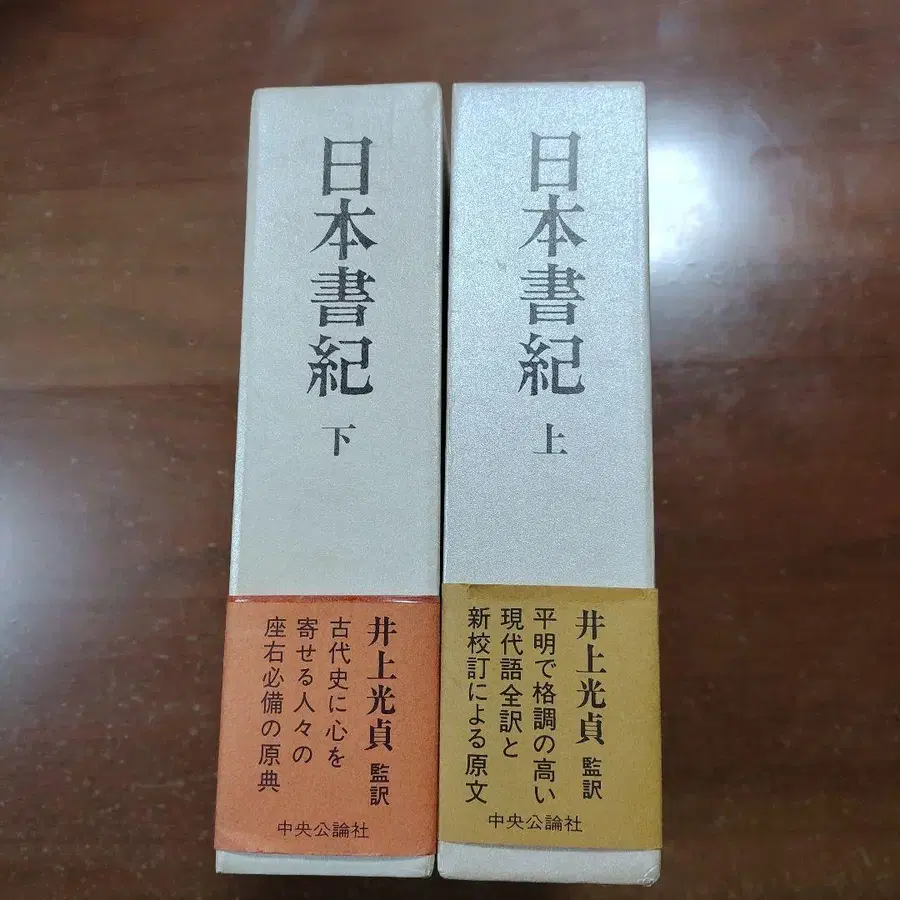 日本書紀
上
井上光貞 監訳
平明で格調の高い
現代語全訳と
新校訂による原文
中央公論社
日本書紀
下
井上光貞 監訳
古代史に心を
寄せる人々の
座右必備の原典
中央公論社